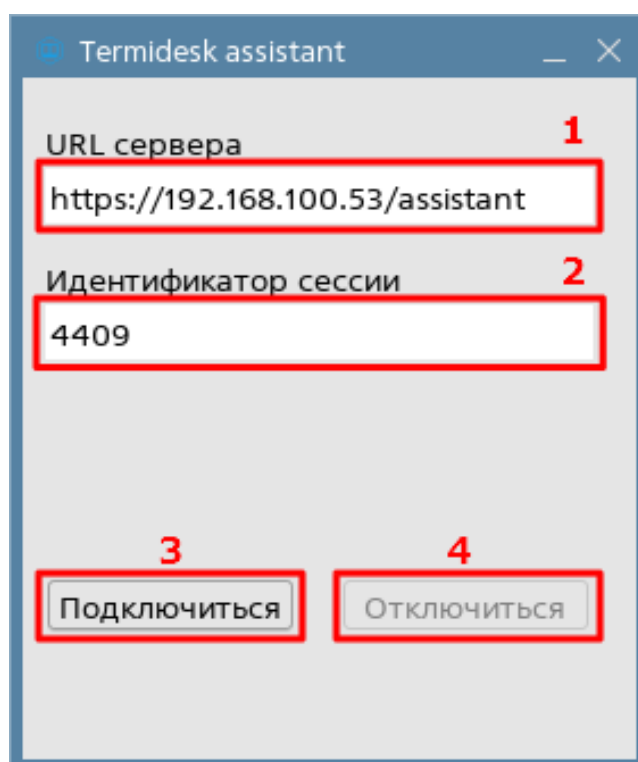 Termidesk assistant
URL сервера 1
https://192.168.100.53/assistant
Идентификатор сессии 2
4409
3 4
Подключиться Отключиться